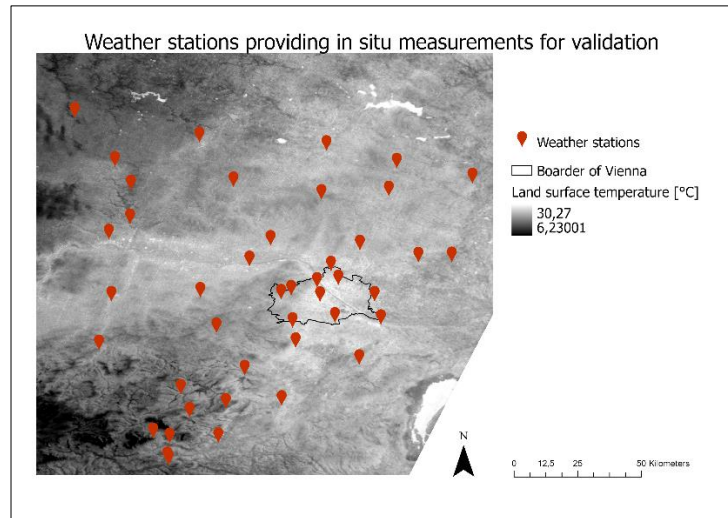 Weather stations providing in situ measurements for validation
Weather stations
Boarder of Vienna
Land surface temperature [°C]
30,27
6,23001
N
0 12,5 25 50 Kilometers